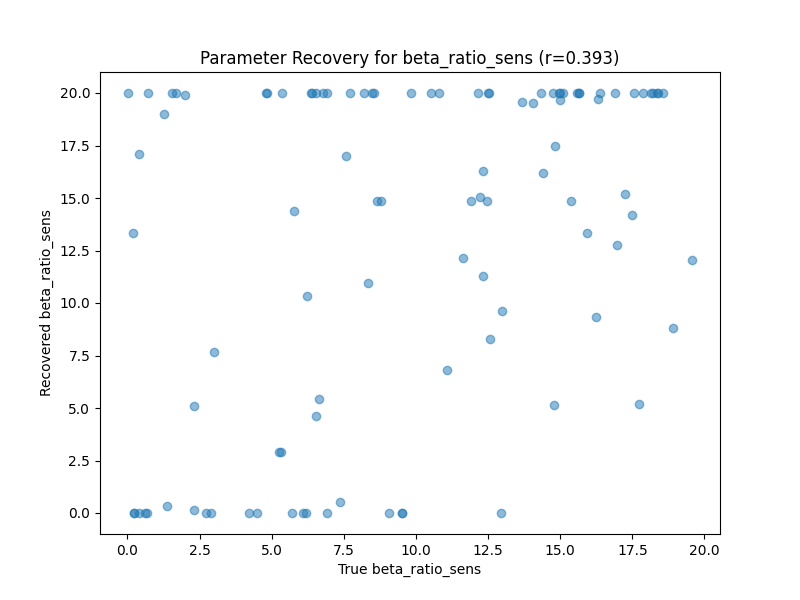 Parameter Recovery for beta_ratio_sens (r=0.393)
20.0
17.5
15.0
12.5
10.0
7.5
5.0
2.5
0.0
Recovered beta_ratio_sens
0.0 2.5 5.0 7.5 10.0 12.5 15.0 17.5 20.0
True beta_ratio_sens